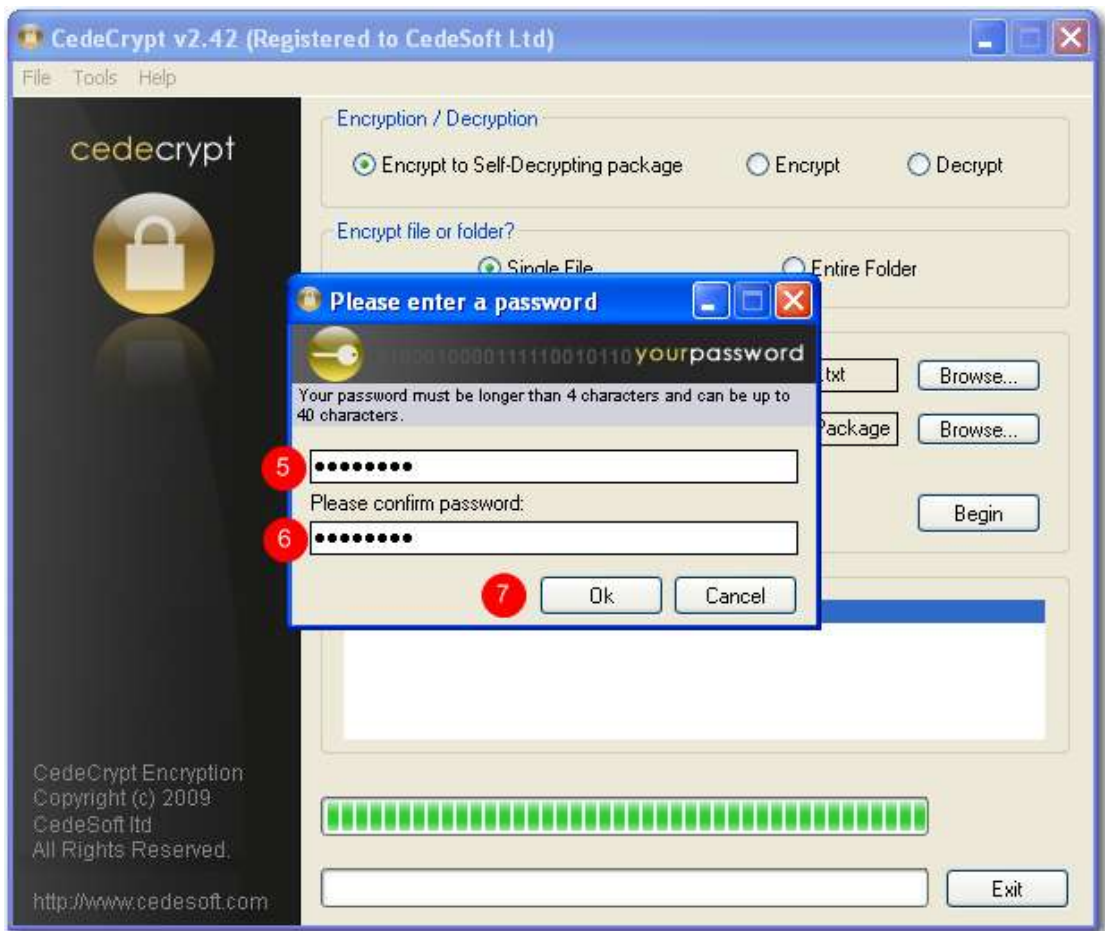 CedeCrypt v2.42 (Registered to CedeSoft Ltd)
File Tools Help
cedecrypt
Encryption / Decryption
Encrypt to Self-Decrypting package Encrypt Decrypt
Encrypt file or folder?
Single File Entire Folder
Please enter a password
yourpassword
Your password must be longer than 4 characters and can be up to
40 characters.
.txt Browse...
Package Browse...
5 ••••••••
Please confirm password:
Begin
6 ••••••••
7 Ok Cancel
CedeCrypt Encryption
Copyright (c) 2009
CedeSoft ltd
All Rights Reserved.
http://www.cedesoft.com
Exit